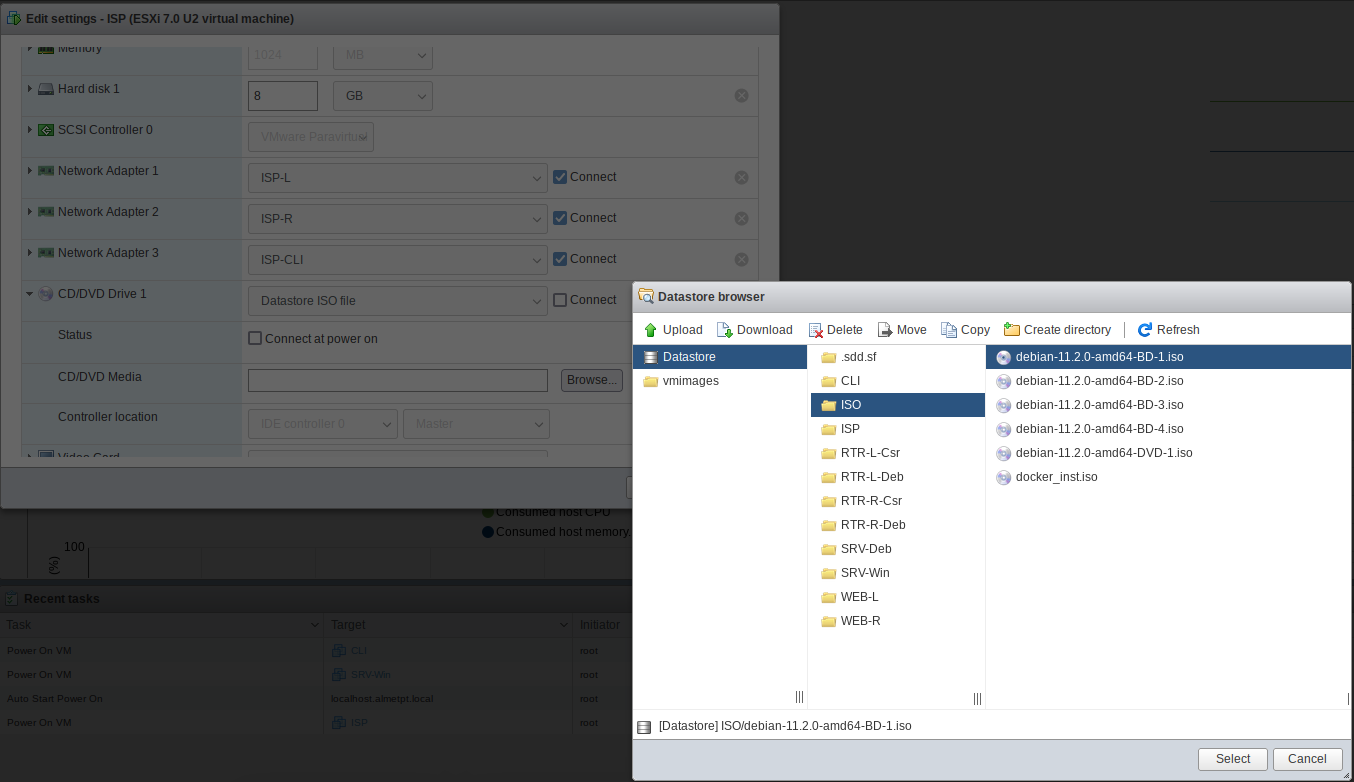 Edit settings - ISP (ESXi 7.0 U2 virtual machine)
Memory 1024 MB
Hard disk 1 8 GB
SCSI Controller 0 VMware Paravirtual
Network Adapter 1 ISP-L Connect
Network Adapter 2 ISP-R Connect
Network Adapter 3 ISP-CLI Connect
CD/DVD Drive 1 Datastore ISO file Connect
Status Connect at power on
CD/DVD Media Browse...
Controller location IDE controller 0 Master
Video Card
Consumed host CPU
Consumed host memory
100
(%)
Recent tasks
Task Target Initiator
Power On VM CLI root
Power On VM SRV-Win root
Auto Start Power On localhost.almetpt.local root
Power On VM ISP root
Datastore browser
Upload Download Delete Move Copy Create directory Refresh
Datastore .sdd.sf debian-11.2.0-amd64-BD-1.iso
vmimages CLI debian-11.2.0-amd64-BD-2.iso
ISO debian-11.2.0-amd64-BD-3.iso
ISP debian-11.2.0-amd64-BD-4.iso
RTR-L-Csr debian-11.2.0-amd64-DVD-1.iso
RTR-L-Deb docker_inst.iso
RTR-R-Csr
RTR-R-Deb
SRV-Deb
SRV-Win
WEB-L
WEB-R
[Datastore] ISO/debian-11.2.0-amd64-BD-1.iso
Select Cancel